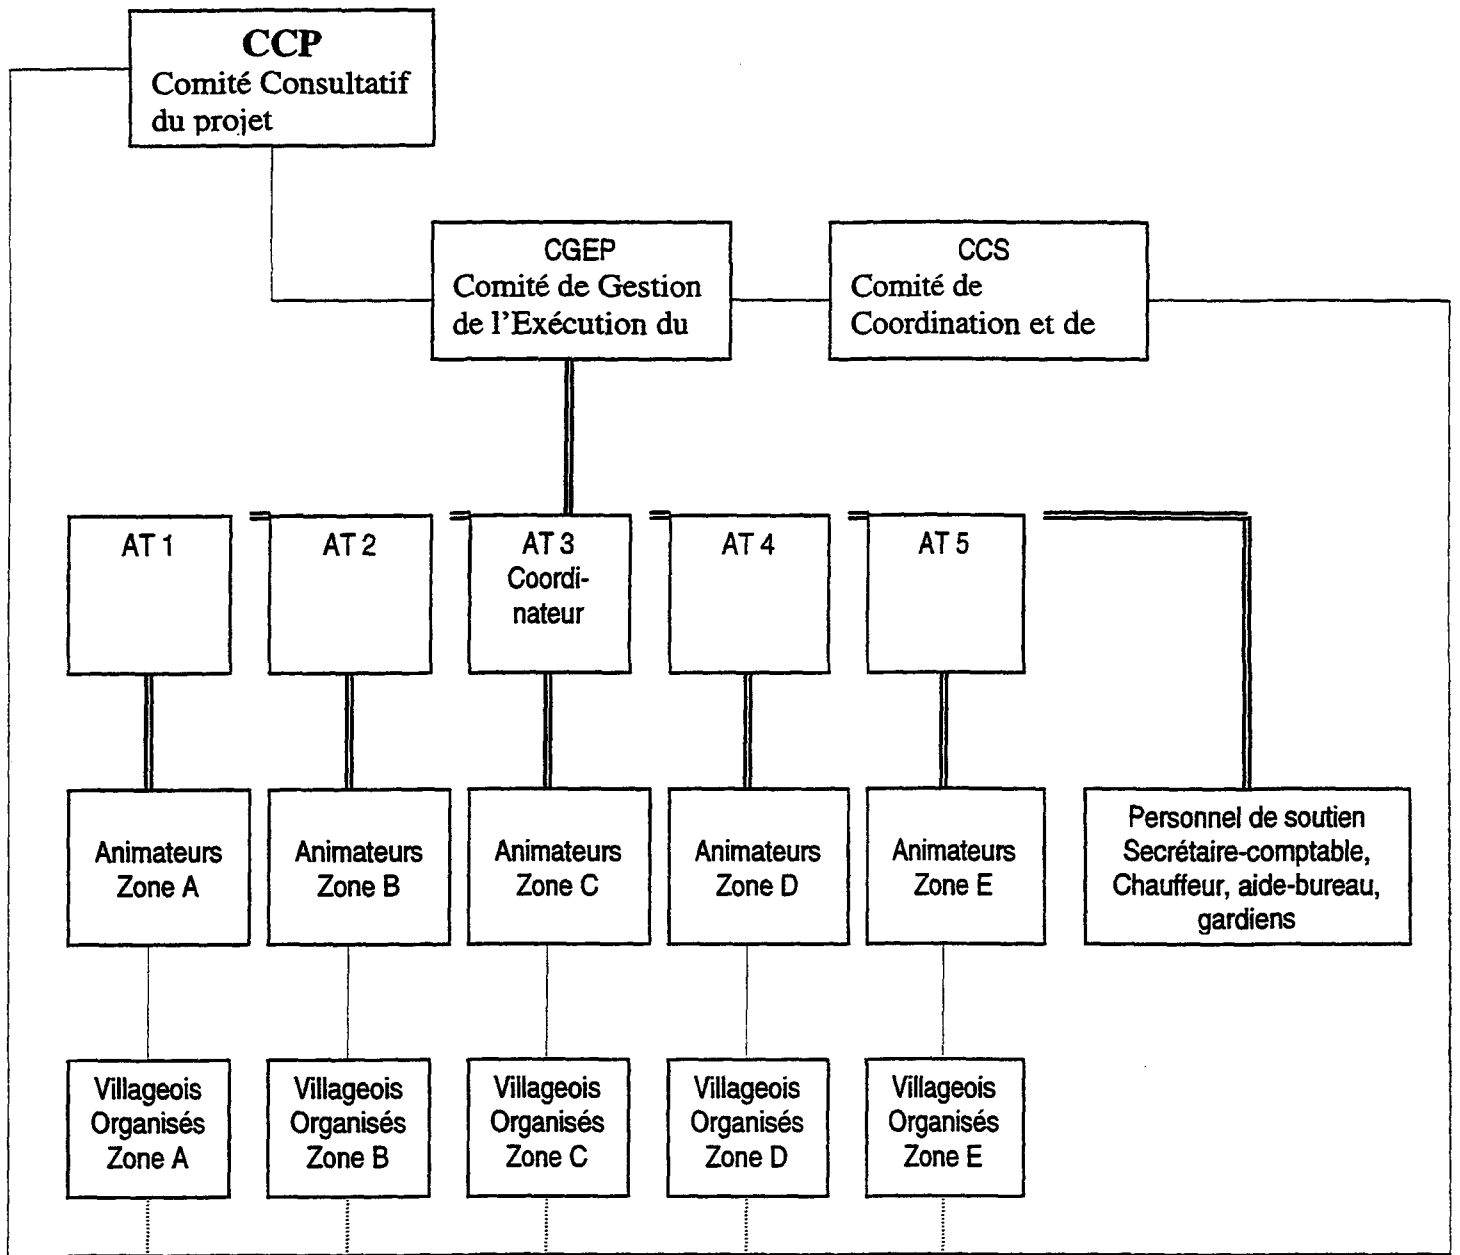 CCP
Comité Consultatif
du projet
CGEP
Comité de Gestion
de l'Exécution du
CCS
Comité de
Coordination et de
AT 1
AT 2
AT 3
Coordi-
nateur
AT 4
AT 5
Animateurs
Zone A
Animateurs
Zone B
Animateurs
Zone C
Animateurs
Zone D
Animateurs
Zone E
Personnel de soutien
Secrétaire-comptable,
Chauffeur, aide-bureau,
gardiens
Villageois
Organisés
Zone A
Villageois
Organisés
Zone B
Villageois
Organisés
Zone C
Villageois
Organisés
Zone D
Villageois
Organisés
Zone E